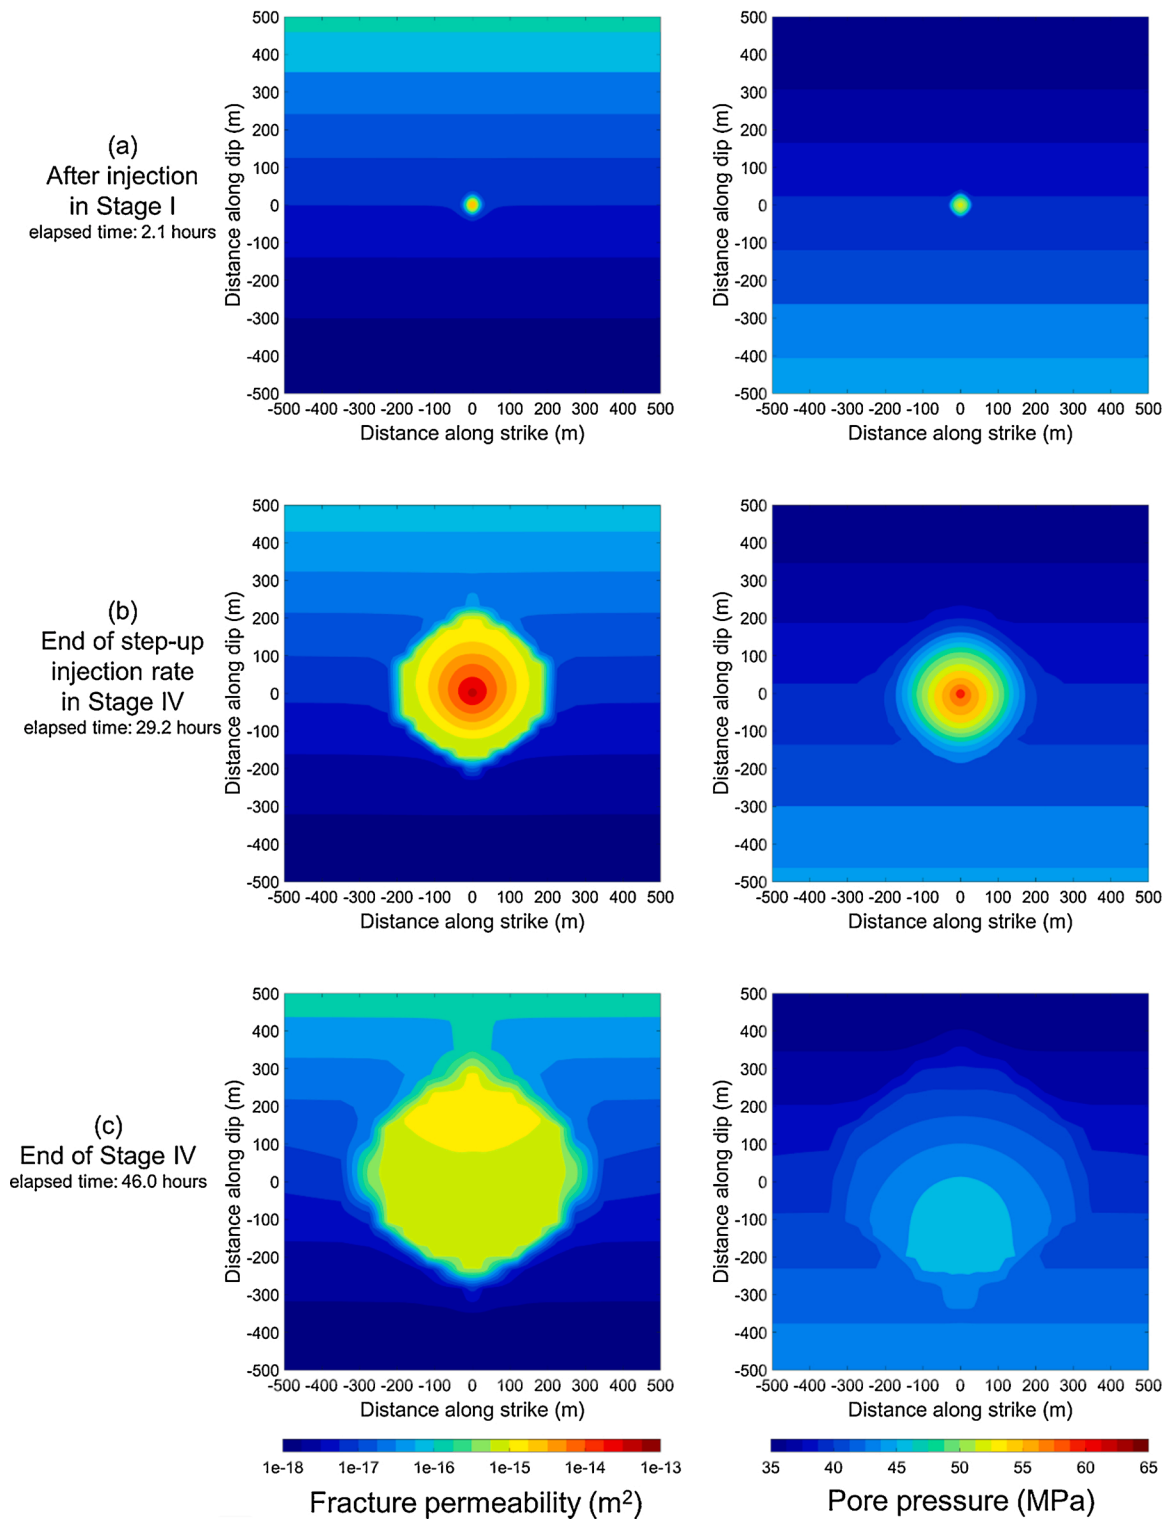 500
400
300
200
100
0
-100
-200
-300
-400
-500
Distance along dip (m)
-500 -400 -300 -200 -100 0 100 200 300 400 500
Distance along strike (m)
500
400
300
200
100
0
-100
-200
-300
-400
-500
Distance along dip (m)
-500 -400 -300 -200 -100 0 100 200 300 400 500
Distance along strike (m)
(a)
After injection
in Stage I
elapsed time: 2.1 hours
500
400
300
200
100
0
-100
-200
-300
-400
-500
Distance along dip (m)
-500 -400 -300 -200 -100 0 100 200 300 400 500
Distance along strike (m)
500
400
300
200
100
0
-100
-200
-300
-400
-500
Distance along dip (m)
-500 -400 -300 -200 -100 0 100 200 300 400 500
Distance along strike (m)
(b)
End of step-up
injection rate
in Stage IV
elapsed time: 29.2 hours
500
400
300
200
100
0
-100
-200
-300
-400
-500
Distance along dip (m)
-500 -400 -300 -200 -100 0 100 200 300 400 500
Distance along strike (m)
500
400
300
200
100
0
-100
-200
-300
-400
-500
Distance along dip (m)
-500 -400 -300 -200 -100 0 100 200 300 400 500
Distance along strike (m)
(c)
End of Stage IV
elapsed time: 46.0 hours
1e-18 1e-17 1e-16 1e-15 1e-14 1e-13
Fracture permeability (m²)
35 40 45 50 55 60 65
Pore pressure (MPa)